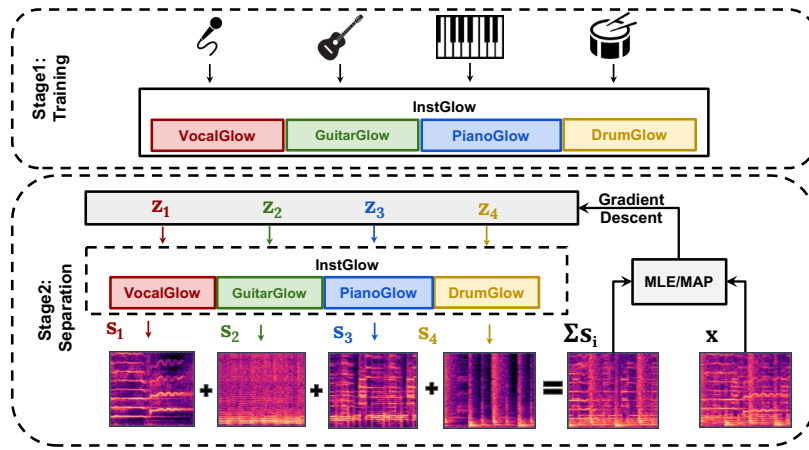 Stage1:
Training
InstGlow
VocalGlow GuitarGlow PianoGlow DrumGlow
Stage2:
Separation
z1 z2 z3 z4
Gradient
Descent
InstGlow
VocalGlow GuitarGlow PianoGlow DrumGlow
MLE/MAP
s1 s2 s3 s4 Σsi x
+ + + =